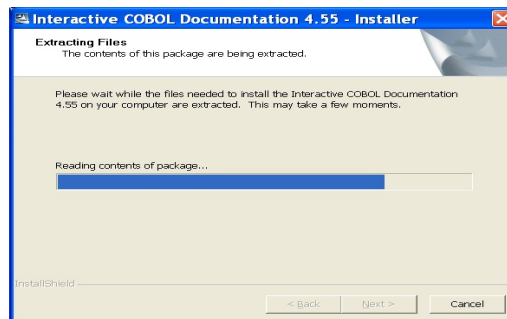 Interactive COBOL Documentation 4.55 - Installer
Extracting Files
The contents of this package are being extracted.
Please wait while the files needed to install the Interactive COBOL Documentation
4.55 on your computer are extracted. This may take a few moments.
Reading contents of package...
InstallShield
< Back Next > Cancel